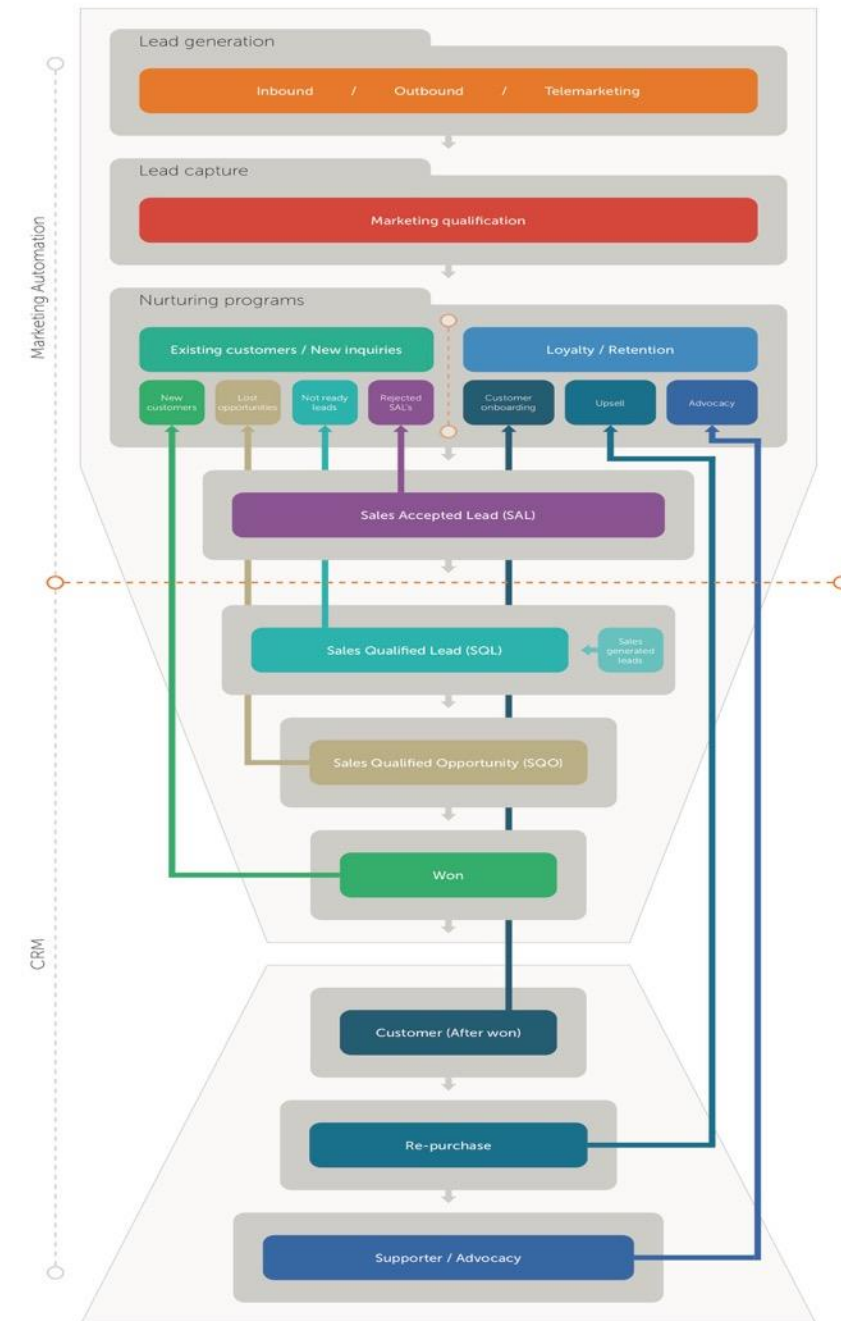 Lead generation
Inbound / Outbound / Telemarketing
Lead capture
Marketing qualification
Marketing Automation
Nurturing programs
Existing customers / New inquiries
Loyalty / Retention
New
customers
Lost
opportunities
Not ready
leads
Rejected
SAL's
Customer
onboarding
Upsell
Advocacy
Sales Accepted Lead (SAL)
Sales Qualified Lead (SQL)
Sales
generated
leads
Sales Qualified Opportunity (SQO)
Won
CRM
Customer (After won)
Re-purchase
Supporter / Advocacy